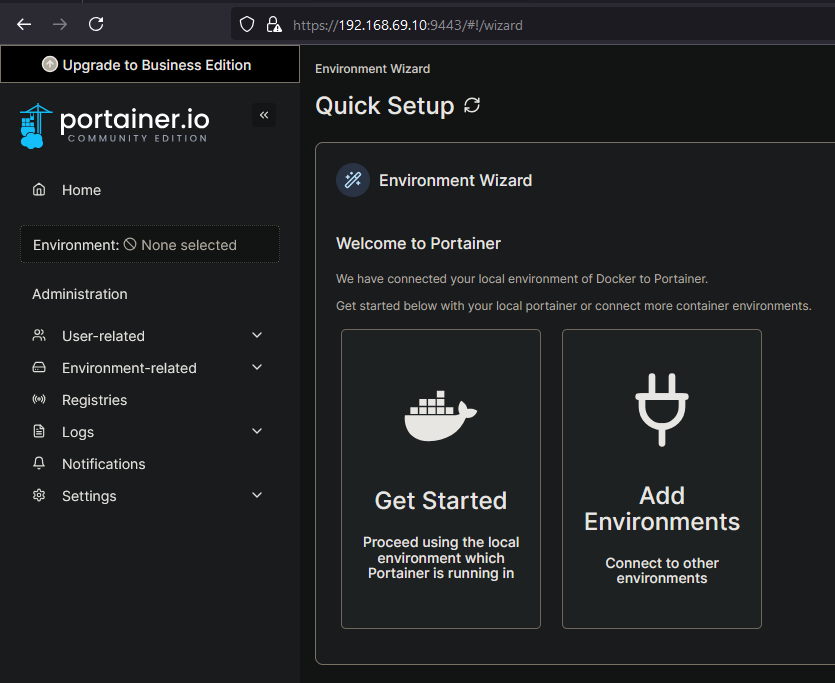 https://192.168.69.10:9443/#!/wizard
Upgrade to Business Edition
portainer.io
COMMUNITY EDITION
Home
Environment: None selected
Administration
User-related
Environment-related
Registries
Logs
Notifications
Settings
Environment Wizard
Quick Setup
Environment Wizard
Welcome to Portainer
We have connected your local environment of Docker to Portainer.
Get started below with your local portainer or connect more container environments.
Get Started
Proceed using the local
environment which
Portainer is running in
Add
Environments
Connect to other
environments